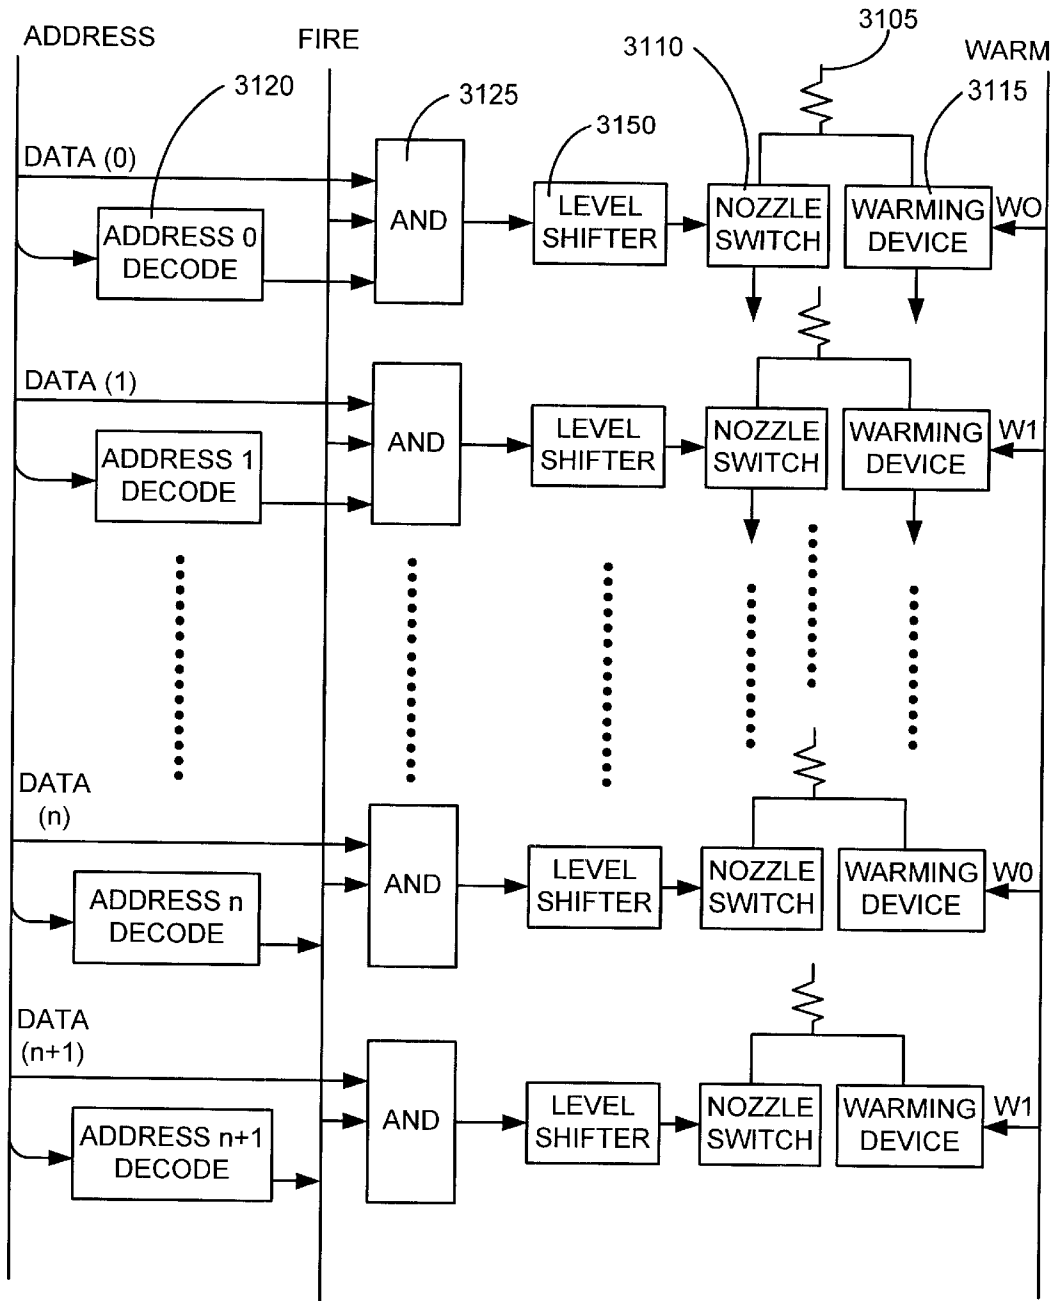 ADDRESS
FIRE
3105
3110
WARM
3120
3125
3150
3115
DATA (0)
AND
LEVEL
SHIFTER
NOZZLE
SWITCH
WARMING
DEVICE
WO
ADDRESS 0
DECODE
DATA (1)
AND
LEVEL
SHIFTER
NOZZLE
SWITCH
WARMING
DEVICE
W1
ADDRESS 1
DECODE
DATA
(n)
AND
LEVEL
SHIFTER
NOZZLE
SWITCH
WARMING
DEVICE
W0
ADDRESS n
DECODE
DATA
(n+1)
AND
LEVEL
SHIFTER
NOZZLE
SWITCH
WARMING
DEVICE
W1
ADDRESS n+1
DECODE